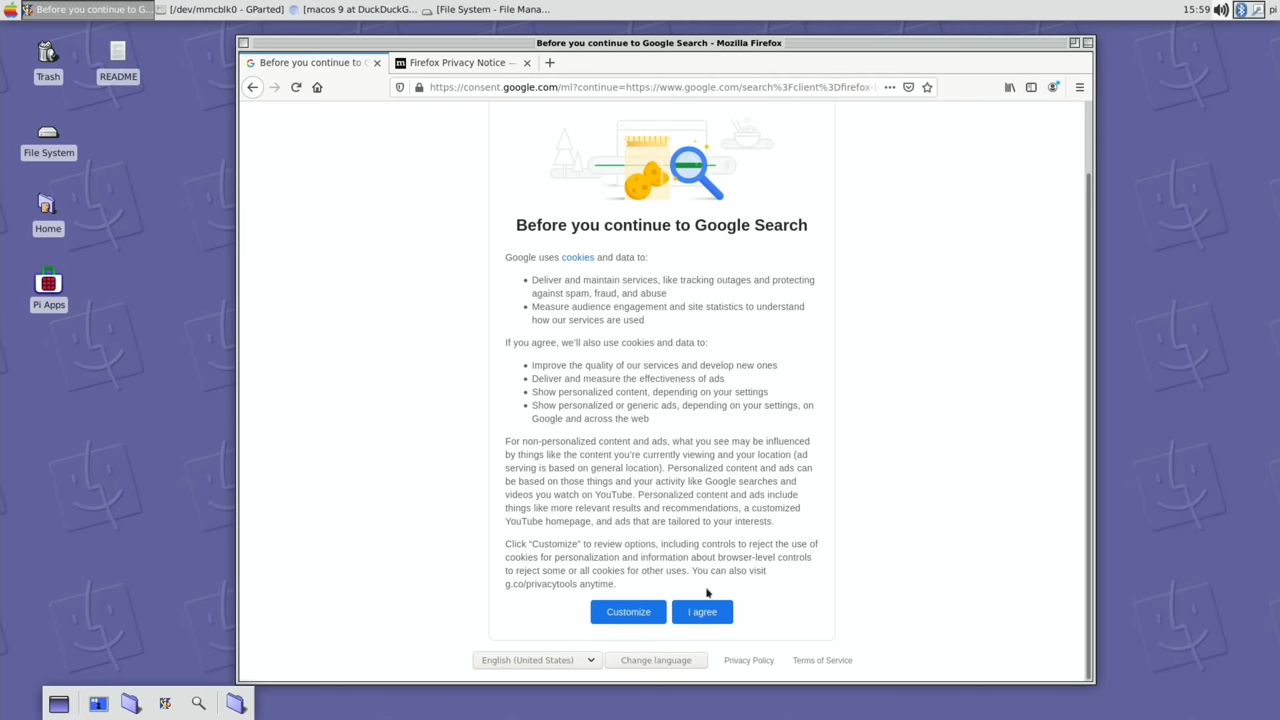 Before you continue to G...
[/dev/mmcblk0 - GParted]
[macos 9 at DuckDuckG...
[File System - File Mana...
15:59
pi
Trash
README
File System
Home
Pi Apps
Before you continue to Google Search - Mozilla Firefox
Before you continue to G
Firefox Privacy Notice —
https://consent.google.com/ml?continue=https://www.google.com/search%3Fclient%3Dfirefox-
Before you continue to Google Search
Google uses cookies and data to:
• Deliver and maintain services, like tracking outages and protecting
against spam, fraud, and abuse
• Measure audience engagement and site statistics to understand
how our services are used
If you agree, we'll also use cookies and data to:
• Improve the quality of our services and develop new ones
• Deliver and measure the effectiveness of ads
• Show personalized content, depending on your settings
• Show personalized or generic ads, depending on your settings, on
Google and across the web
For non-personalized content and ads, what you see may be influenced
by things like the content you're currently viewing and your location (ad
serving is based on general location). Personalized content and ads can
be based on those things and your activity like Google searches and
videos you watch on YouTube. Personalized content and ads include
things like more relevant results and recommendations, a customized
YouTube homepage, and ads that are tailored to your interests.
Click “Customize” to review options, including controls to reject the use of
cookies for personalization and information about browser-level controls
to reject some or all cookies for other uses. You can also visit
g.co/privacytools anytime.
Customize
I agree
English (United States)
Change language
Privacy Policy
Terms of Service